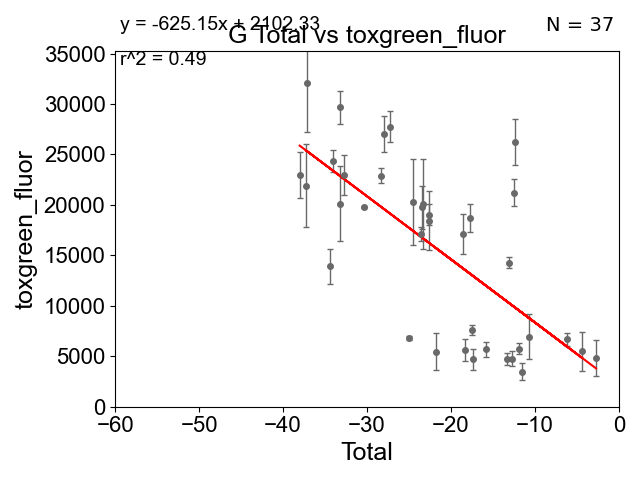 y = -625.15x + 2102.33
N = 37
G Total vs toxgreen_fluor
r^2 = 0.49
35000
30000
25000
20000
15000
10000
5000
0
toxgreen_fluor
−60 −50 −40 −30 −20 −10 0
Total